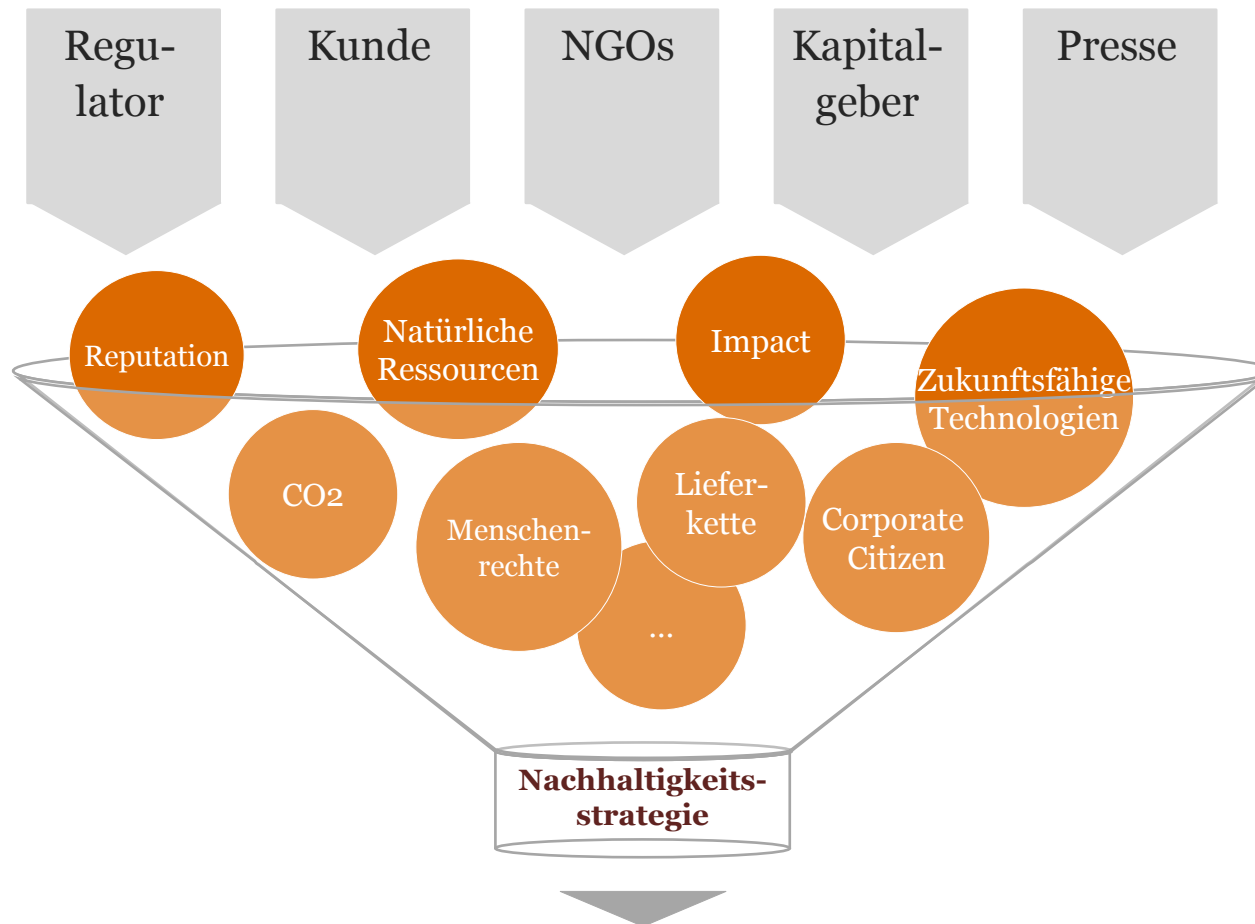 Regu-
lator
Kunde
NGOs
Kapital-
geber
Presse
Reputation
Natürliche
Ressourcen
Impact
Zukunftsfähige
Technologien
CO2
Menschen-
rechte
Liefer-
kette
Corporate
Citizen
...
Nachhaltigkeits-
strategie